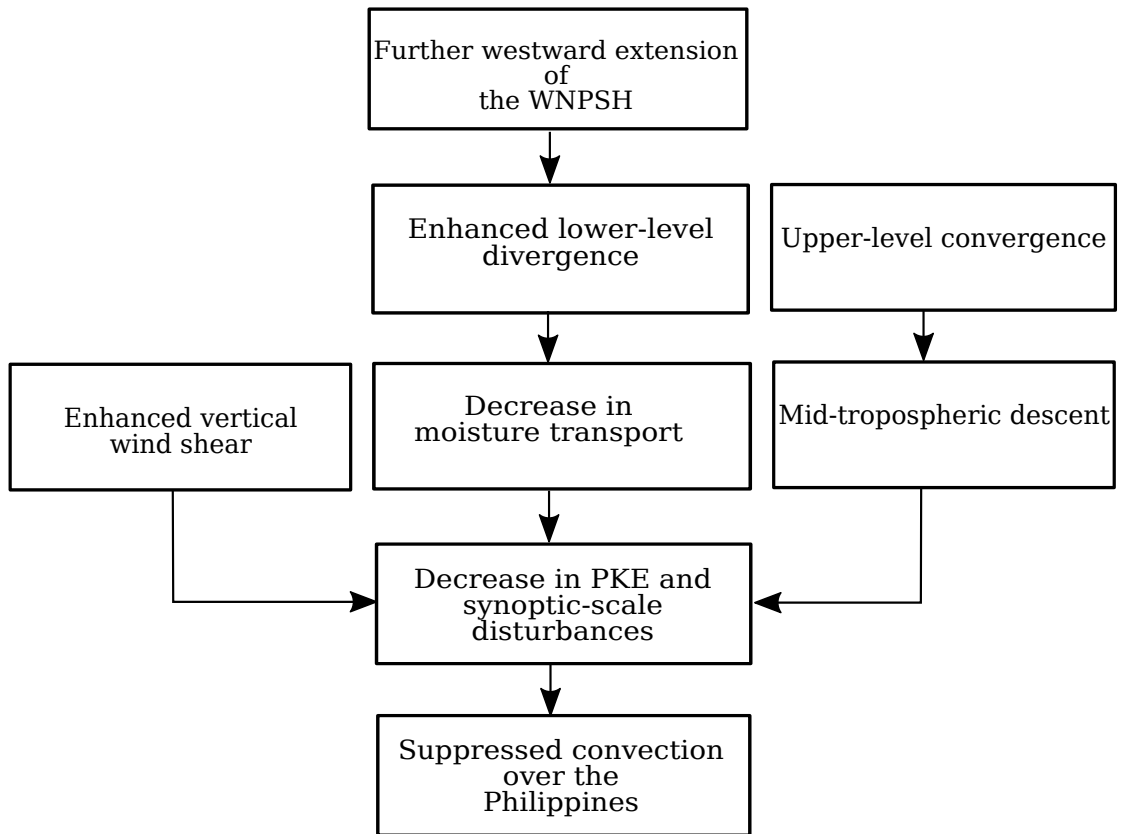 Further westward extension
of
the WNPSH
Enhanced lower-level
divergence
Upper-level convergence
Enhanced vertical
wind shear
Decrease in
moisture transport
Mid-tropospheric descent
Decrease in PKE and
synoptic-scale
disturbances
Suppressed convection
over the
Philippines